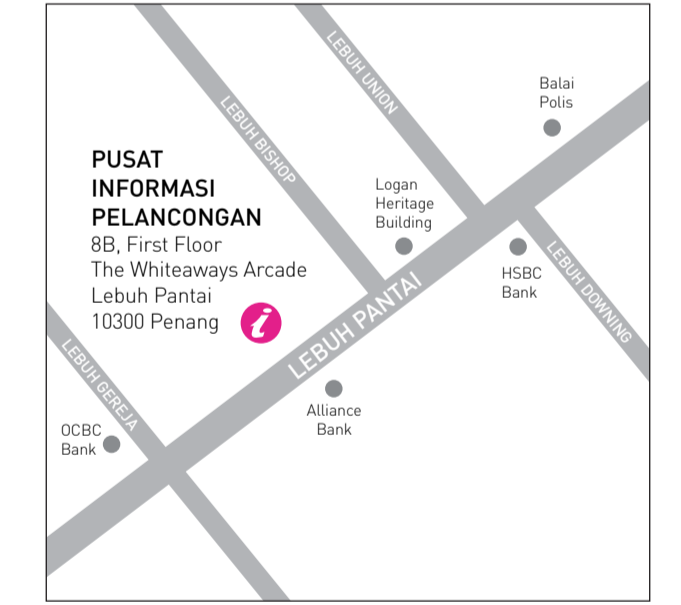 LEBUH UNION
Balai
Polis
LEBUH BISHOP
PUSAT
INFORMASI
PELANCONGAN
8B, First Floor
The Whiteaways Arcade
Lebuh Pantai
10300 Penang
i
Logan
Heritage
Building
HSBC
Bank
LEBUH DOWNING
LEBUH PANTAI
LEBUH GEREJA
Alliance
Bank
OCBC
Bank